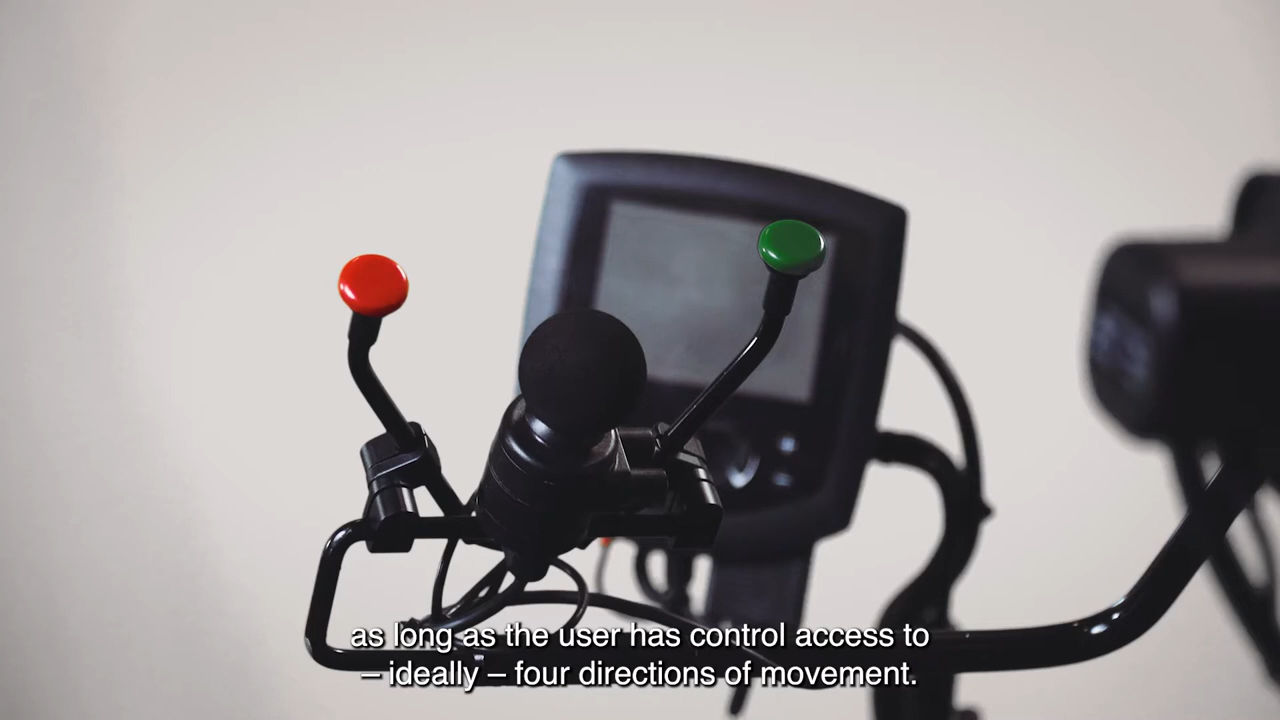 as long as the user has control access to
– ideally – four directions of movement.